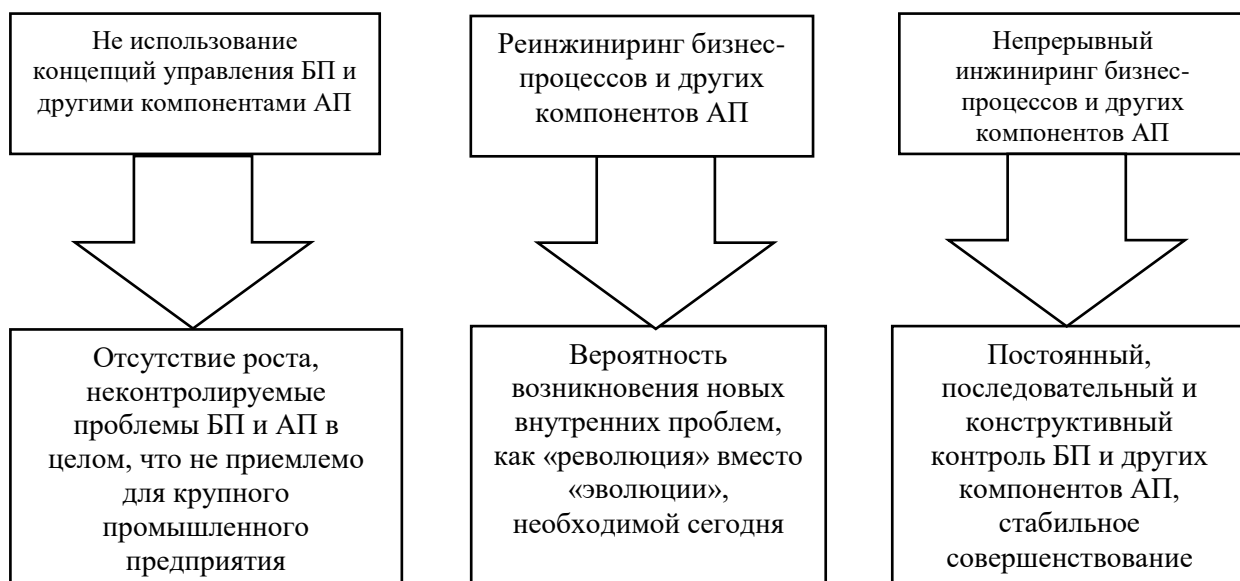 Не использование
концепций управления БП и
другими компонентами АП
Реинжиниринг бизнес-
процессов и других
компонентов АП
Непрерывный
инжиниринг бизнес-
процессов и других
компонентов АП
Отсутствие роста,
неконтролируемые
проблемы БП и АП в
целом, что не приемлемо
для крупного
промышленного
предприятия
Вероятность
возникновения новых
внутренних проблем,
как «революция» вместо
«эволюции»,
необходимой сегодня
Постоянный,
последовательный и
конструктивный
контроль БП и других
компонентов АП,
стабильное
совершенствование